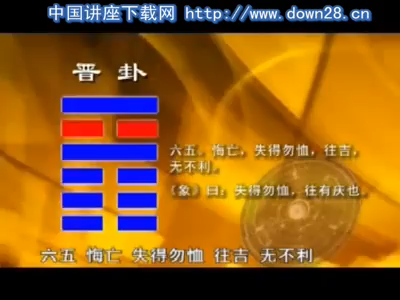 中国讲座下载网 http://www.down28.cn
晋卦
六五。悔亡，失得勿恤，往吉，
无不利。
（象）曰：失得勿恤，往有庆也。
六五 悔亡 失得勿恤 往吉 无不利